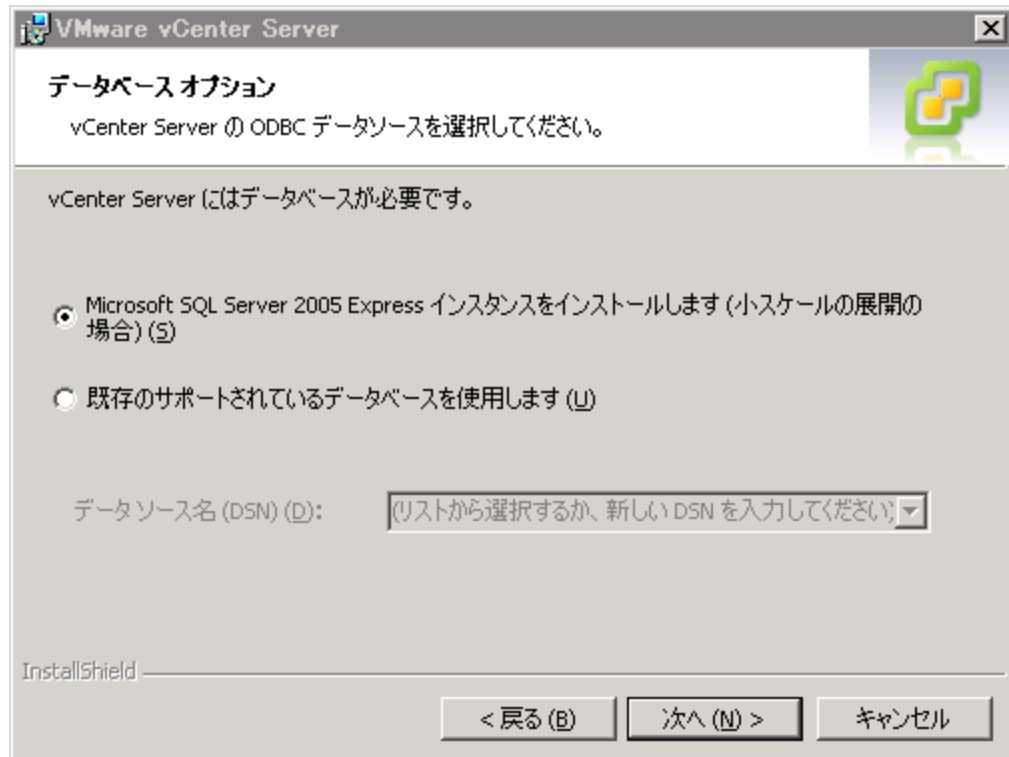 VMware vCenter Server
データベース オプション
vCenter Server の ODBC データソースを選択してください。
vCenter Server にはデータベースが必要です。
Microsoft SQL Server 2005 Express インスタンスをインストールします (小スケールの展開の
場合) (S)
既存のサポートされているデータベースを使用します (U)
データ ソース名 (DSN) (D):
(リストから選択するか、新しい DSN を入力してください)
InstallShield
< 戻る (B)
次へ (N) >
キャンセル